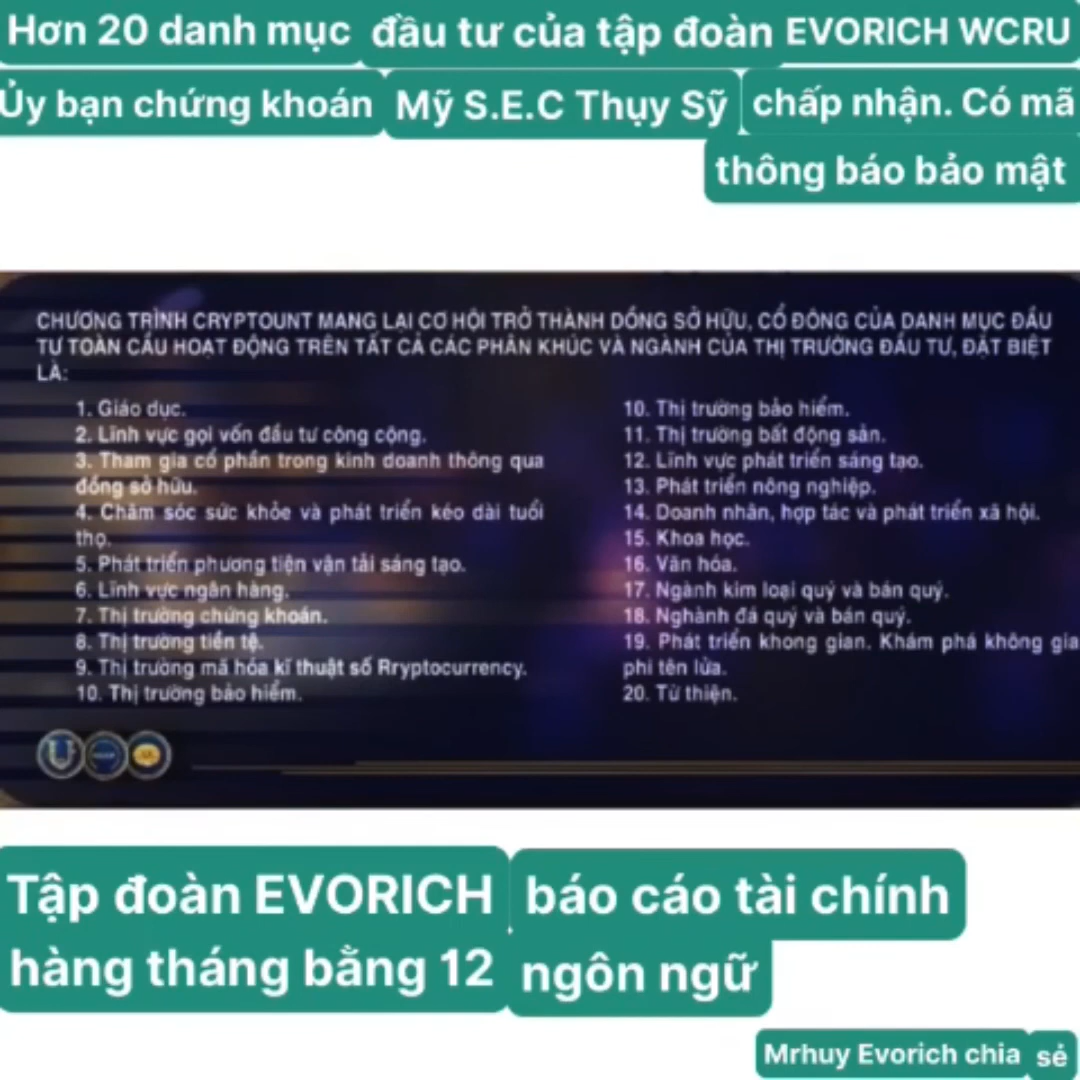 Hơn 20 danh mục đầu tư của tập đoàn EVORICH WCRU
Ủy bạn chứng khoán Mỹ S.E.C Thụy Sỹ chấp nhận. Có mã
thông báo bảo mật
CHƯƠNG TRÌNH CRYPTOUNT MANG LẠI CƠ HỘI TRỞ THÀNH DỒNG SỞ HỮU, CỔ ĐÔNG CỦA DANH MỤC ĐẦU
TƯ TOÀN CẦU HOẠT ĐỘNG TRÊN TẤT CẢ CÁC PHÂN KHÚC VÀ NGÀNH CỦA THỊ TRƯỜNG ĐẦU TƯ, ĐẶT BIỆT
LÀ:
1. Giáo dục.
2. Lĩnh vực gọi vốn đầu tư công cộng.
3. Tham gia cổ phần trong kinh doanh thông qua
đồng sở hữu.
4. Chăm sóc sức khỏe và phát triển kéo dài tuổi
thọ.
5. Phát triển phương tiện vận tải sáng tạo.
6. Lĩnh vực ngân hàng.
7. Thị trường chứng khoán.
8. Thị trường tiền tệ.
9. Thị trường mã hóa kĩ thuật số Rryptocurrency.
10. Thị trường bảo hiểm.
10. Thị trường bảo hiểm.
11. Thị trường bất động sản.
12. Lĩnh vực phát triển sáng tạo.
13. Phát triển nông nghiệp.
14. Doanh nhân, hợp tác và phát triển xã hội.
15. Khoa học.
16. Văn hóa.
17. Ngành kim loại quý và bán quý.
18. Nghành đá quý và bán quý.
19. Phát triển khong gian. Khám phá không gia
phi tên lửa.
20. Từ thiện.
Tập đoàn EVORICH báo cáo tài chính
hàng tháng bằng 12 ngôn ngữ
Mrhuy Evorich chia sẻ